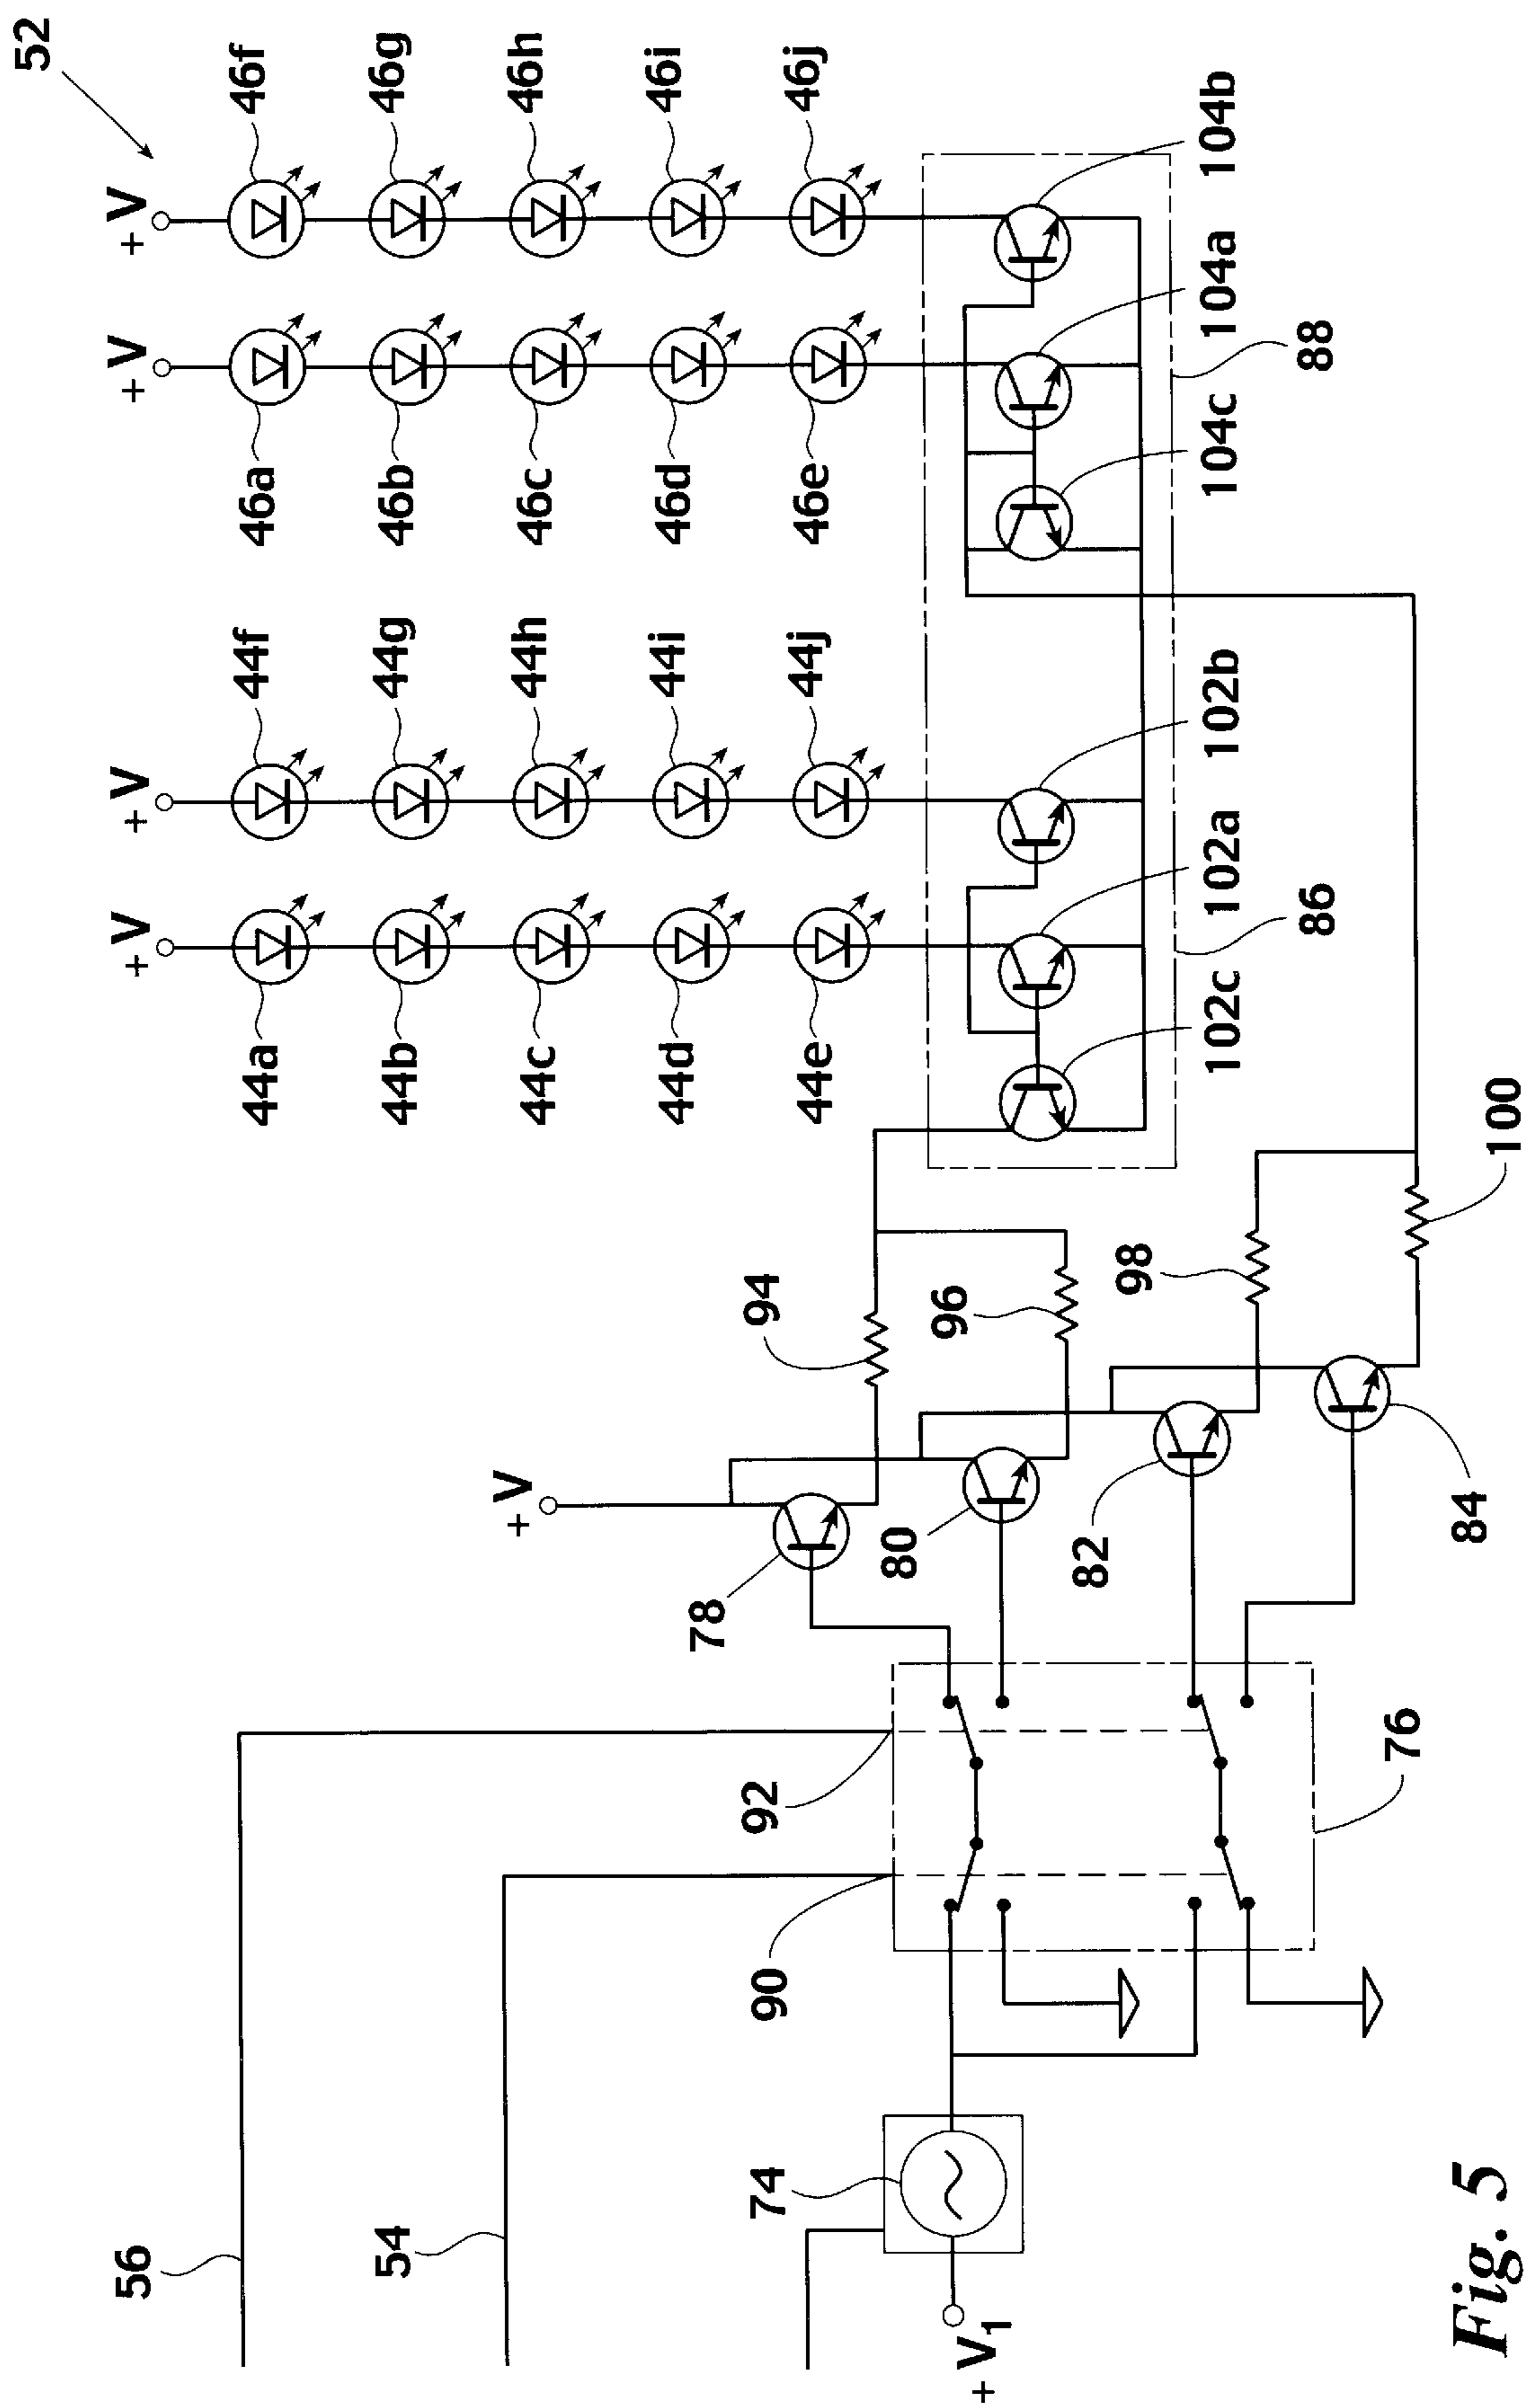 52
+ V
+ V
+ V
+ V
44a
44b
44c
44d
44e
44f
44g
44h
44i
44j
46a
46b
46c
46d
46e
46f
46g
46h
46i
46j
56
54
+ V
78
80
82
84
94
96
98
100
102c
102a
102b
86
104c
104a
104b
88
74
90
92
76
+ V1
Fig. 5